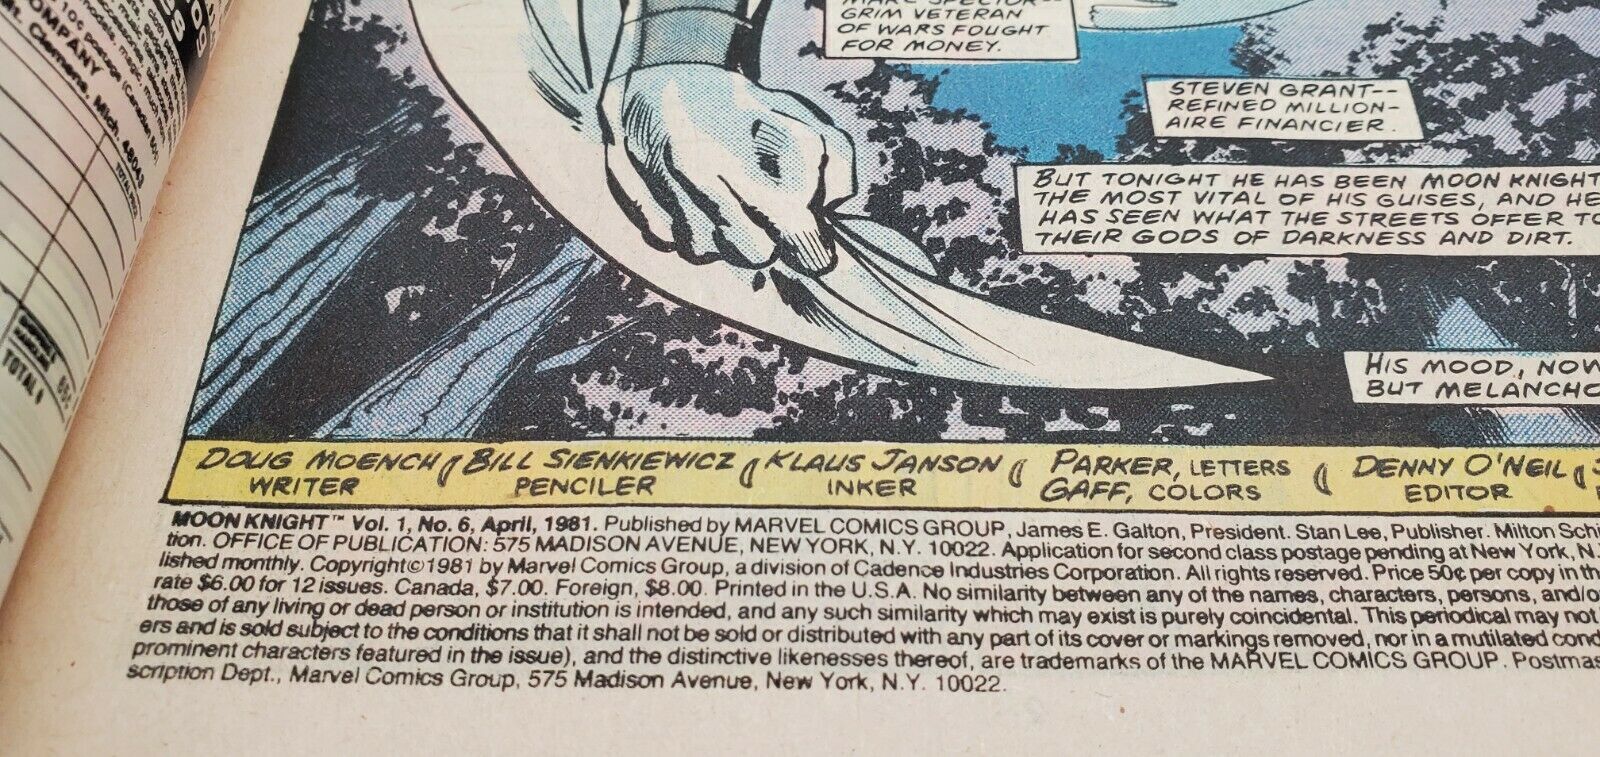 MARC SPECTOR--
GRIM VETERAN
OF WARS FOUGHT
FOR MONEY.
STEVEN GRANT--
REFINED MILLION-
AIRE FINANCIER.
BUT TONIGHT HE HAS BEEN MOON KNIGHT
THE MOST VITAL OF HIS GUISES, AND HE
HAS SEEN WHAT THE STREETS OFFER TO
THEIR GODS OF DARKNESS AND DIRT.
HIS MOOD, NOW
BUT MELANCHO
DOUG MOENCH
WRITER
BILL SIENKIEWICZ
PENCILER
KLAUS JANSON
INKER
PARKER, LETTERS
GAFF, COLORS
DENNY O'NEIL
EDITOR
MOON KNIGHT™ Vol. 1, No. 6, April, 1981. Published by MARVEL COMICS GROUP, James E. Galton, President. Stan Lee, Publisher. Milton Schi
tion. OFFICE OF PUBLICATION: 575 MADISON AVENUE, NEW YORK, N.Y. 10022. Application for second class postage pending at New York, N.
lished monthly. Copyright©1981 by Marvel Comics Group, a division of Cadence Industries Corporation. All rights reserved. Price 50¢ per copy in th
rate $6.00 for 12 issues. Canada, $7.00. Foreign, $8.00. Printed in the U.S.A. No similarity between any of the names, characters, persons, and/o
those of any living or dead person or institution is intended, and any such similarity which may exist is purely coincidental. This periodical may not
ers and is sold subject to the conditions that it shall not be sold or distributed with any part of its cover or markings removed, nor in a mutilated cond
prominent characters featured in the issue), and the distinctive likenesses thereof, are trademarks of the MARVEL COMICS GROUP. Postmas
scription Dept., Marvel Comics Group, 575 Madison Avenue, New York, N.Y. 10022.
COMPANY
Clemens, Mich 48043
TOTAL PRICE
TOTAL